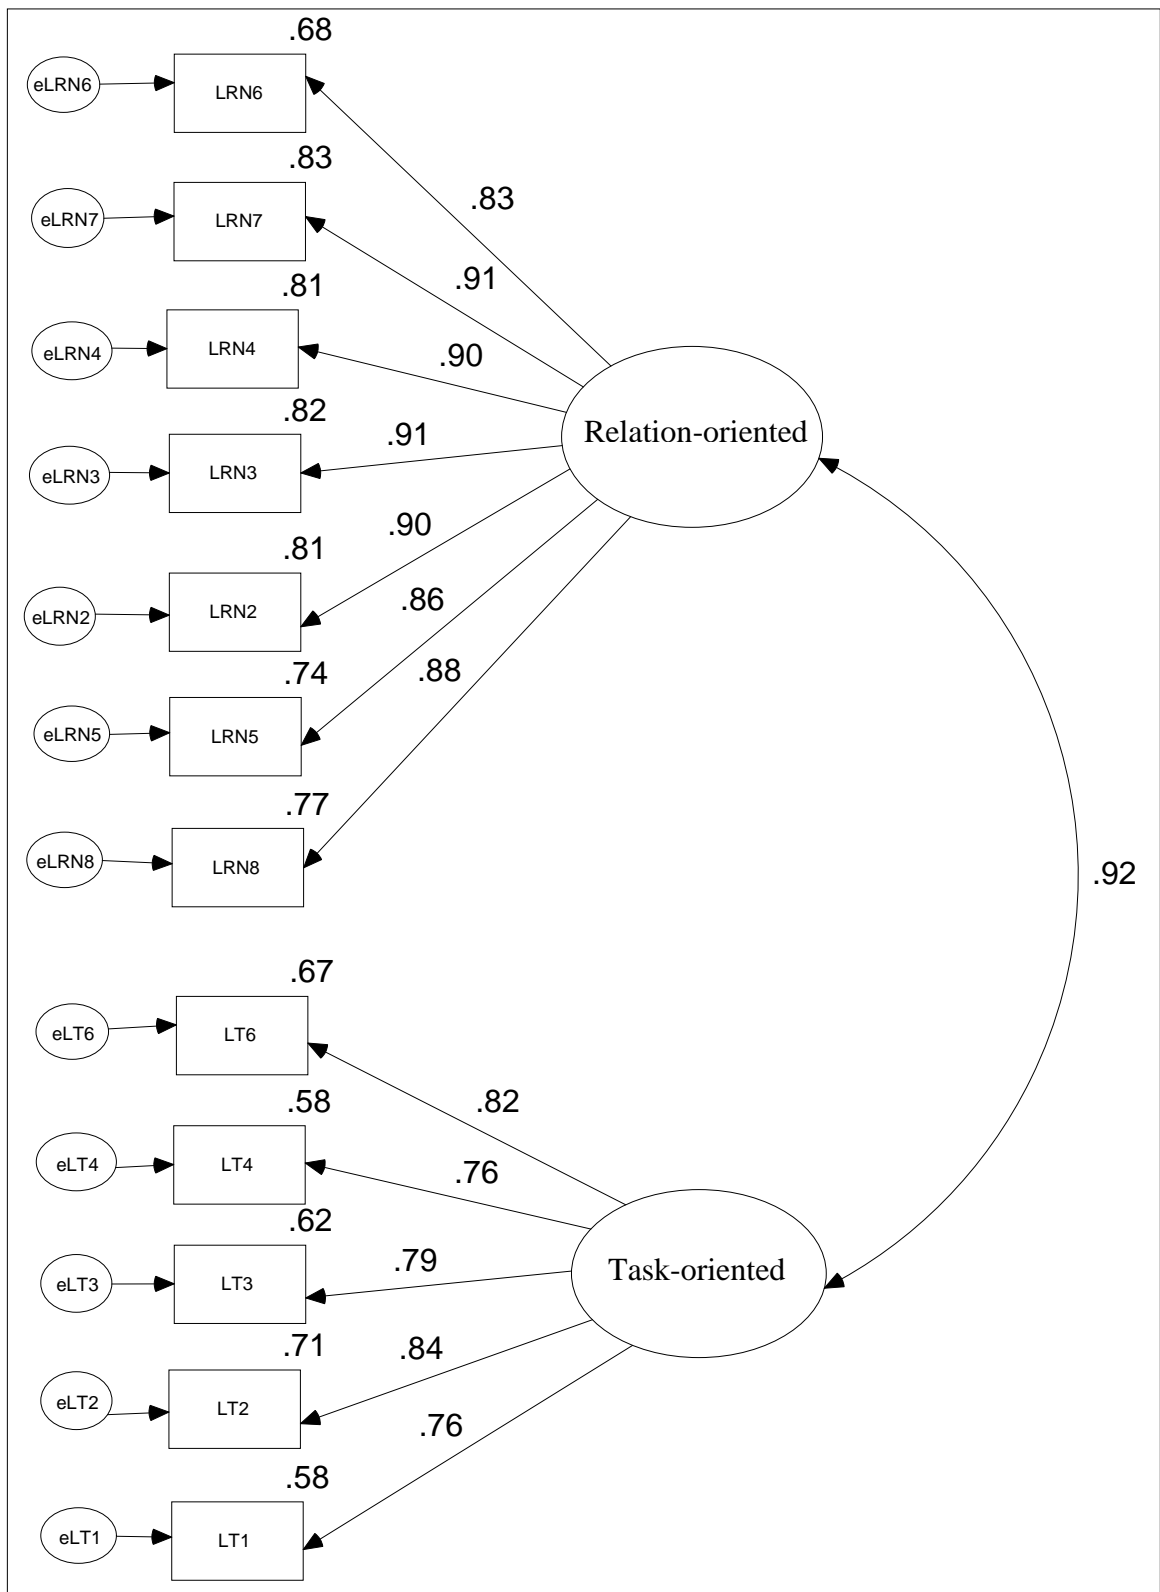 .68
eLRN6 LRN6
.83
.83
eLRN7 LRN7
.91
.81
eLRN4 LRN4
.90
.82
eLRN3 LRN3
.91
Relation-oriented
.81
eLRN2 LRN2
.90
.74
eLRN5 LRN5
.86
.77
eLRN8 LRN8
.88
.92
.67
eLT6 LT6
.82
.58
eLT4 LT4
.76
.62
eLT3 LT3
.79
Task-oriented
.71
eLT2 LT2
.84
.58
eLT1 LT1
.76